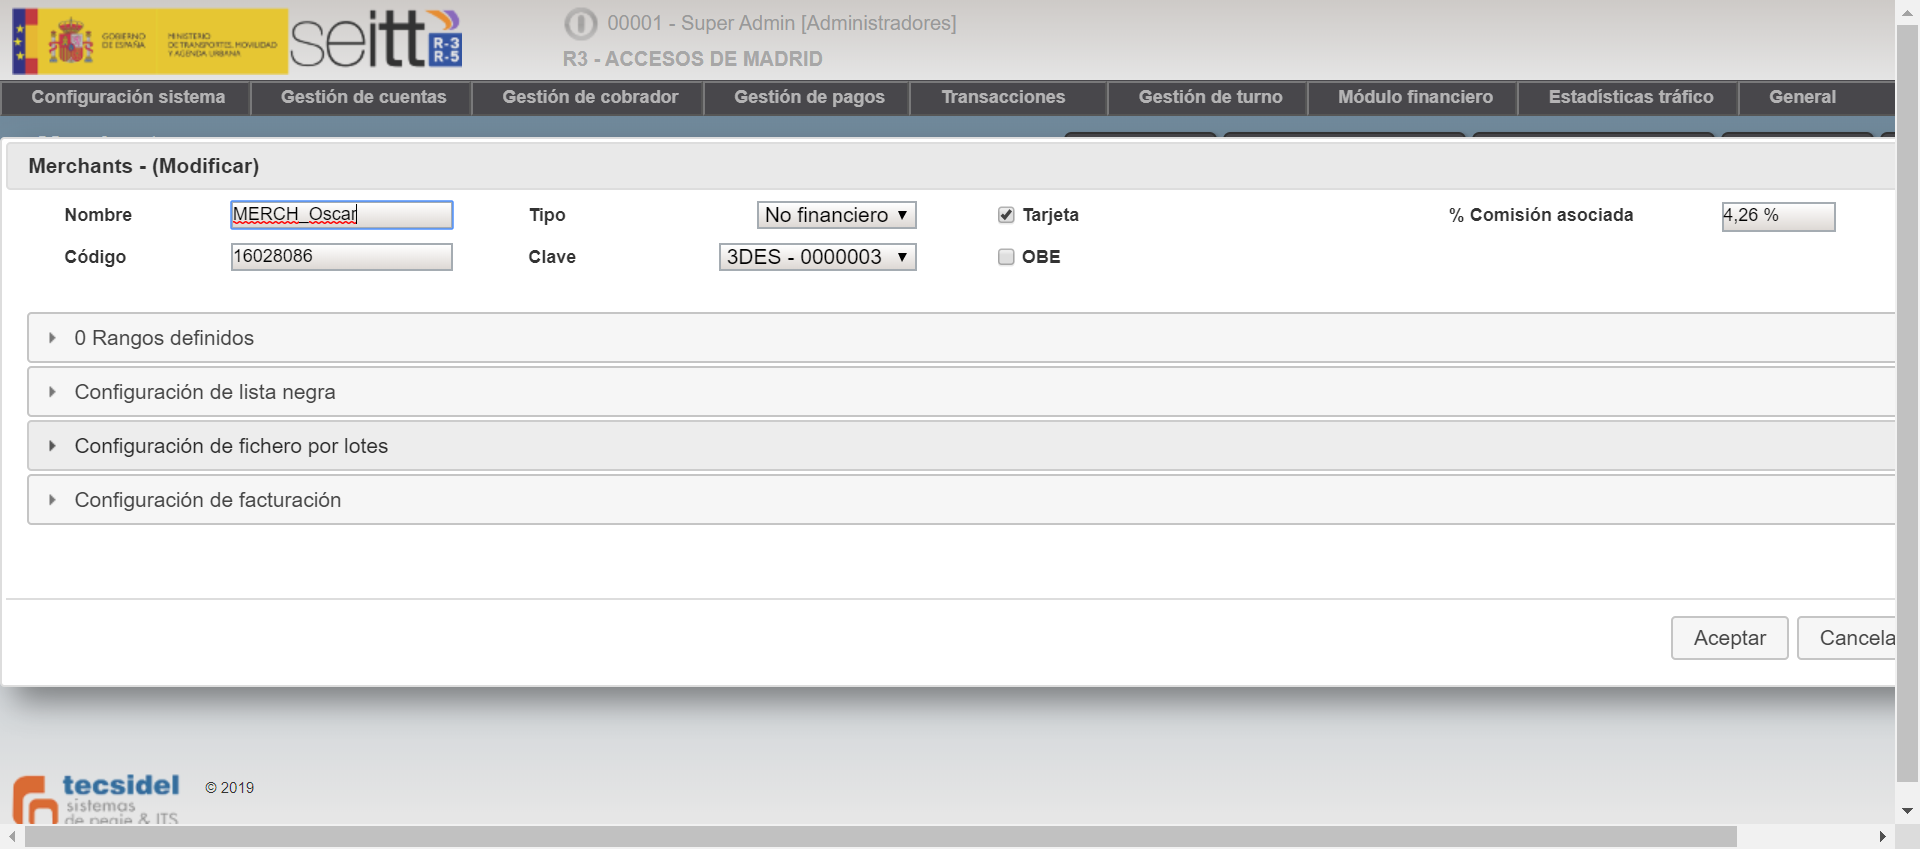 GOBIERNO
DE ESPAÑA
MINISTERIO
DE TRANSPORTES, MOVILIDAD
Y AGENDA URBANA
seitt
R-3
R-5
00001 - Super Admin [Administradores]
R3 - ACCESOS DE MADRID
Configuración sistema
Gestión de cuentas
Gestión de cobrador
Gestión de pagos
Transacciones
Gestión de turno
Módulo financiero
Estadísticas tráfico
General
Merchants - (Modificar)
Nombre
MERCH_Oscar
Tipo
No financiero
Tarjeta
% Comisión asociada
4,26 %
Código
16028086
Clave
3DES - 0000003
OBE
0 Rangos definidos
Configuración de lista negra
Configuración de fichero por lotes
Configuración de facturación
Aceptar
Cancela
tecsidel
sistemas
de peaje & ITS
© 2019